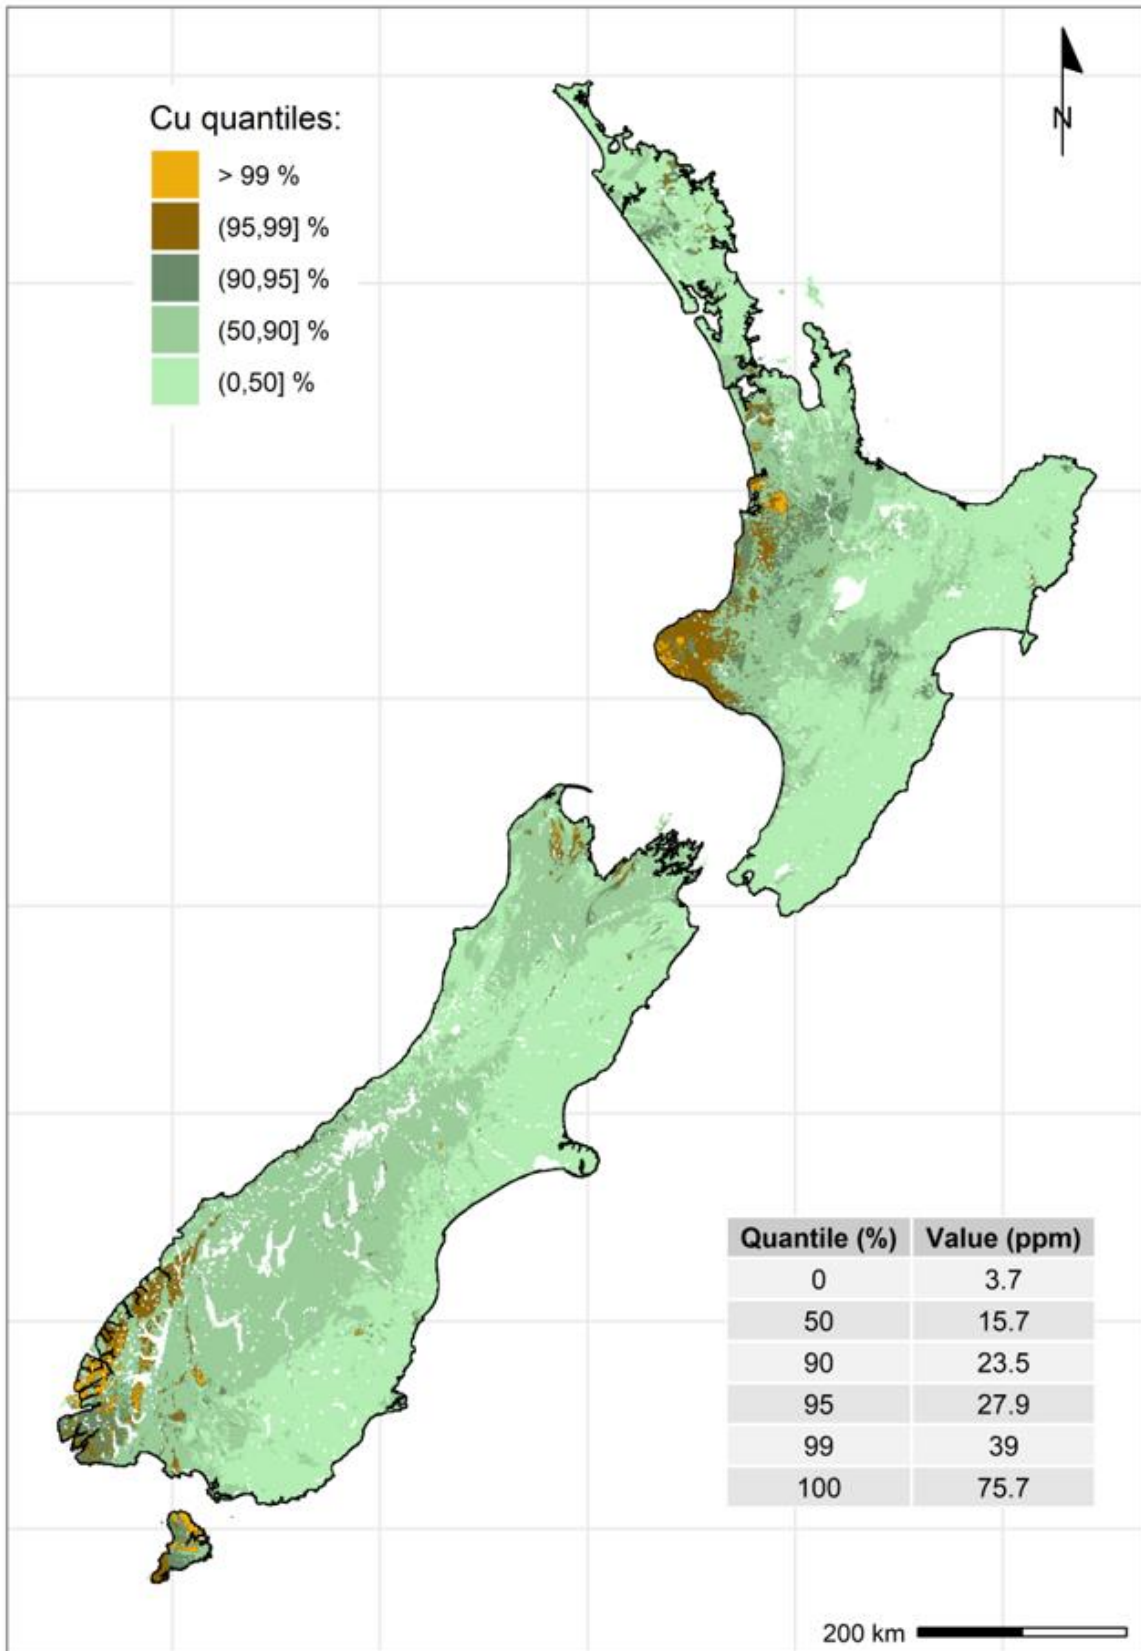 N
Cu quantiles:
> 99 %
(95,99] %
(90,95] %
(50,90] %
(0,50] %
Quantile (%) Value (ppm)
0 3.7
50 15.7
90 23.5
95 27.9
99 39
100 75.7
200 km